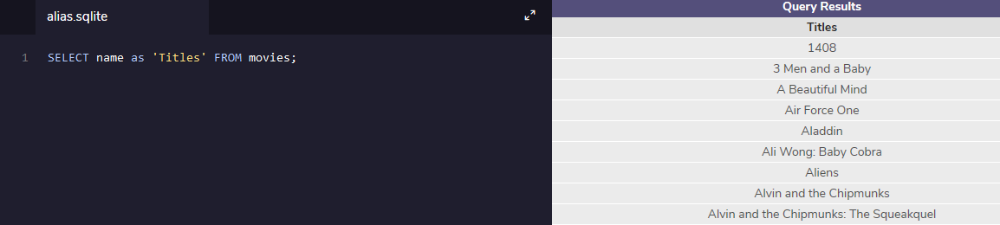 alias.sqlite
1 SELECT name as 'Titles' FROM movies;
Query Results
Titles
1408
3 Men and a Baby
A Beautiful Mind
Air Force One
Aladdin
Ali Wong: Baby Cobra
Aliens
Alvin and the Chipmunks
Alvin and the Chipmunks: The Squeakquel